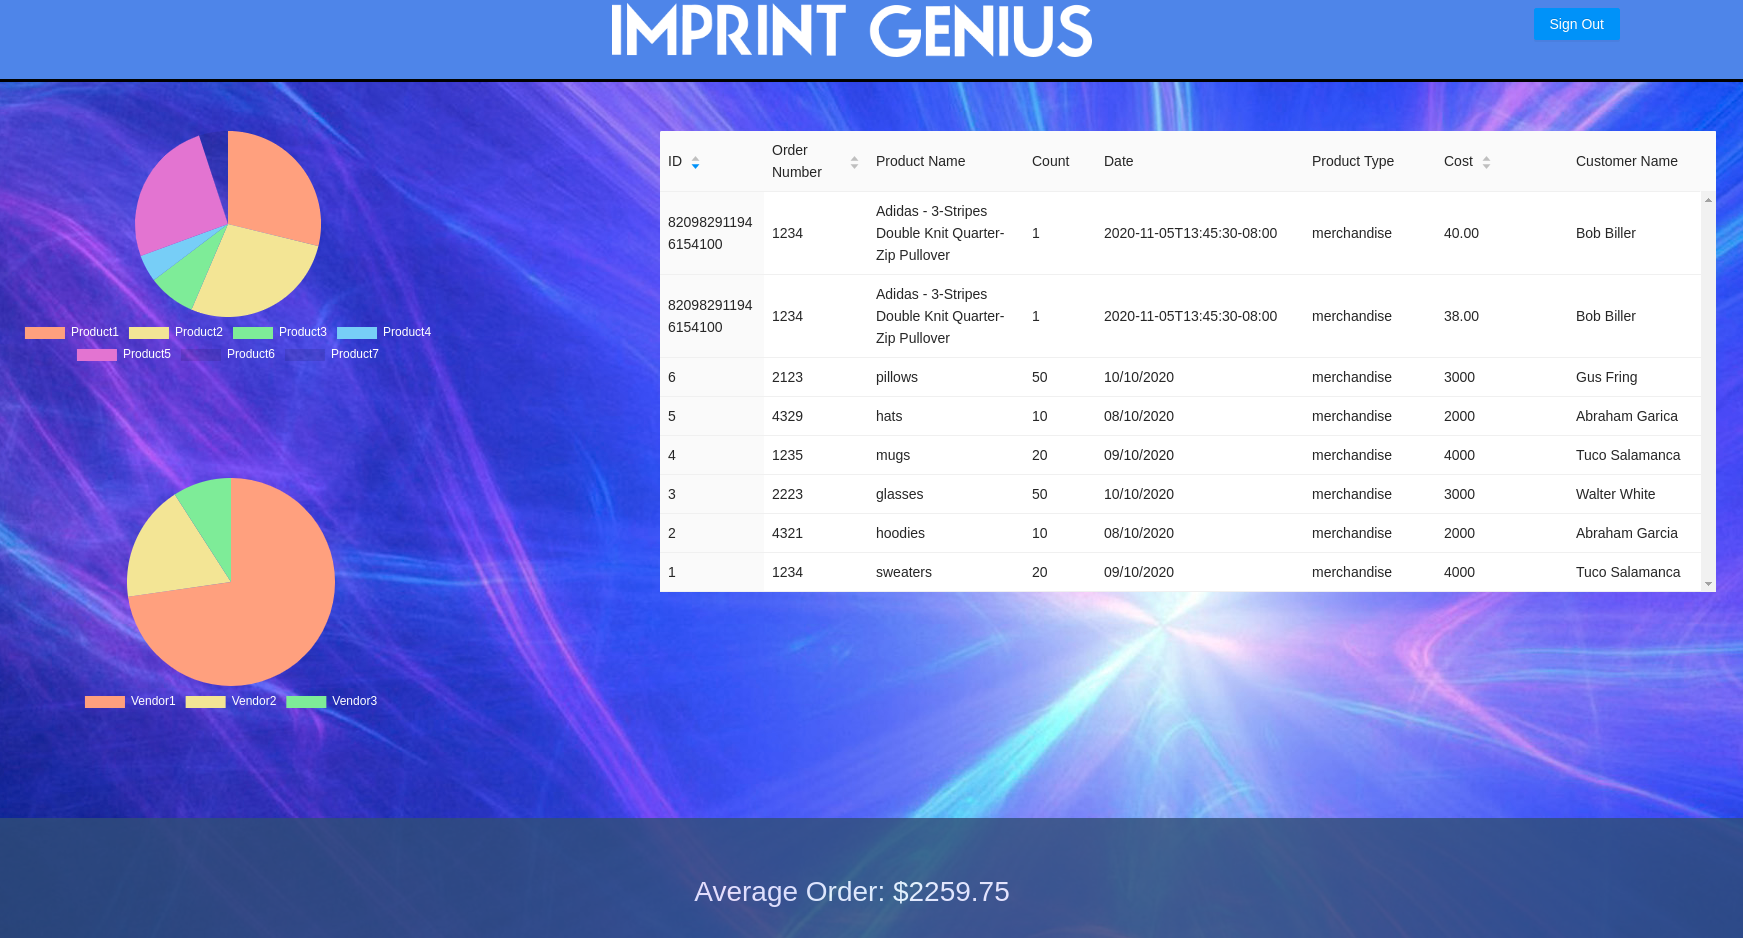 IMPRINT GENIUS
Sign Out
Product1 Product2 Product3 Product4
Product5 Product6 Product7
Vendor1 Vendor2 Vendor3
ID Order Number Product Name Count Date Product Type Cost Customer Name
82098291194 6154100 1234 Adidas - 3-Stripes Double Knit Quarter-Zip Pullover 1 2020-11-05T13:45:30-08:00 merchandise 40.00 Bob Biller
82098291194 6154100 1234 Adidas - 3-Stripes Double Knit Quarter-Zip Pullover 1 2020-11-05T13:45:30-08:00 merchandise 38.00 Bob Biller
6 2123 pillows 50 10/10/2020 merchandise 3000 Gus Fring
5 4329 hats 10 08/10/2020 merchandise 2000 Abraham Garica
4 1235 mugs 20 09/10/2020 merchandise 4000 Tuco Salamanca
3 2223 glasses 50 10/10/2020 merchandise 3000 Walter White
2 4321 hoodies 10 08/10/2020 merchandise 2000 Abraham Garcia
1 1234 sweaters 20 09/10/2020 merchandise 4000 Tuco Salamanca
Average Order: $2259.75